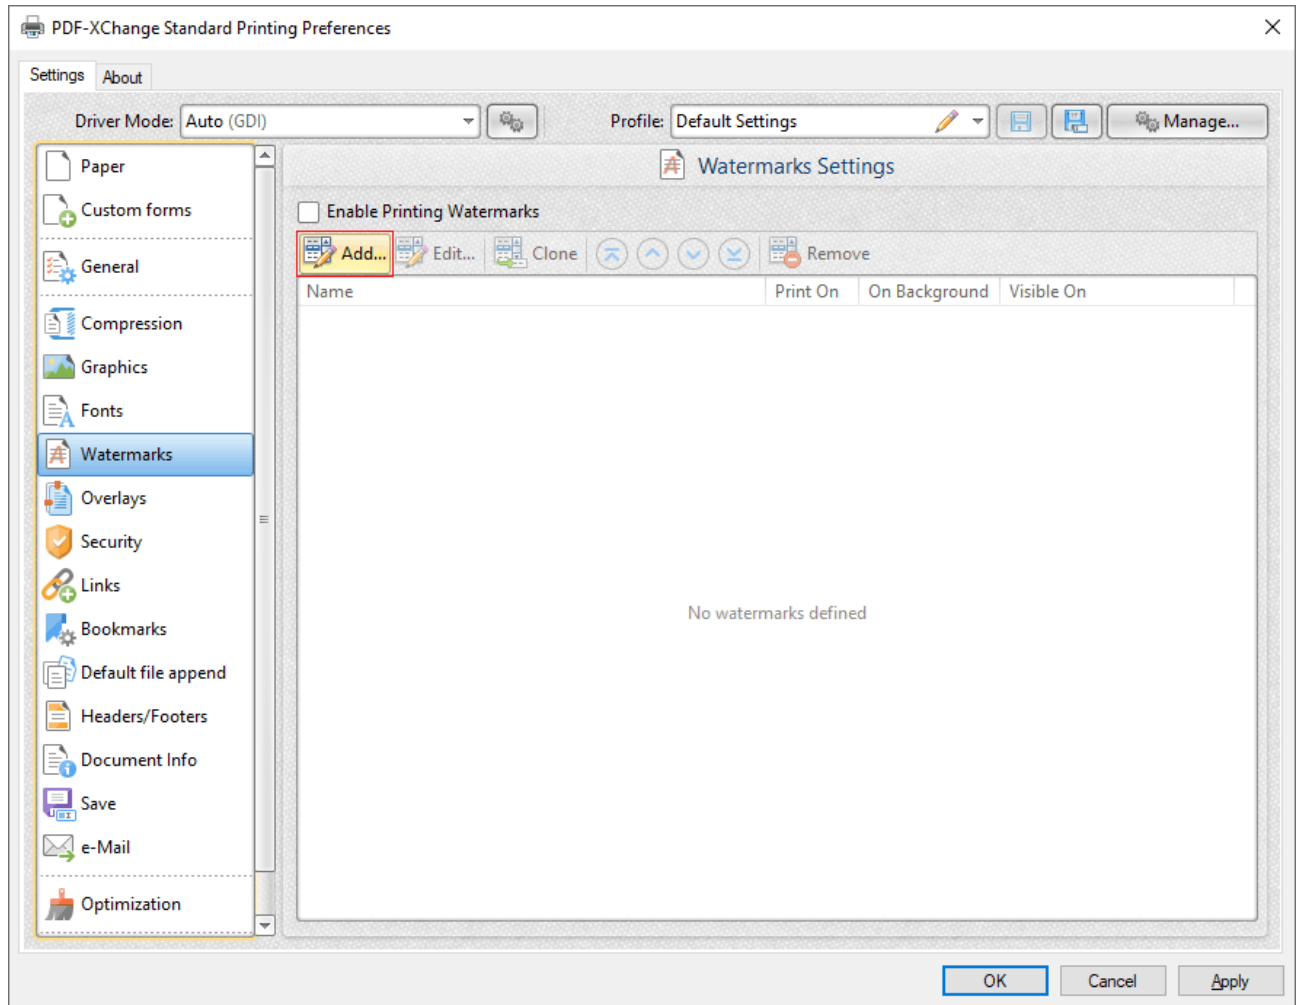 PDF-XChange Standard Printing Preferences
Settings About
Driver Mode: Auto (GDI) Profile: Default Settings Manage...
Paper
Custom forms
General
Compression
Graphics
Fonts
Watermarks
Overlays
Security
Links
Bookmarks
Default file append
Headers/Footers
Document Info
Save
e-Mail
Optimization
Watermarks Settings
Enable Printing Watermarks
Add... Edit... Clone Remove
Name Print On On Background Visible On
No watermarks defined
OK Cancel Apply